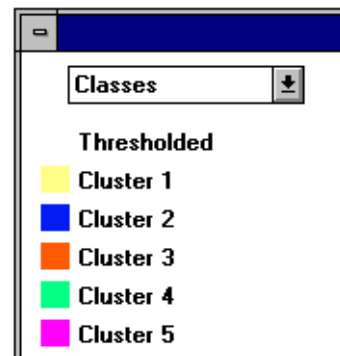 Classes
Thresholded
Cluster 1
Cluster 2
Cluster 3
Cluster 4
Cluster 5